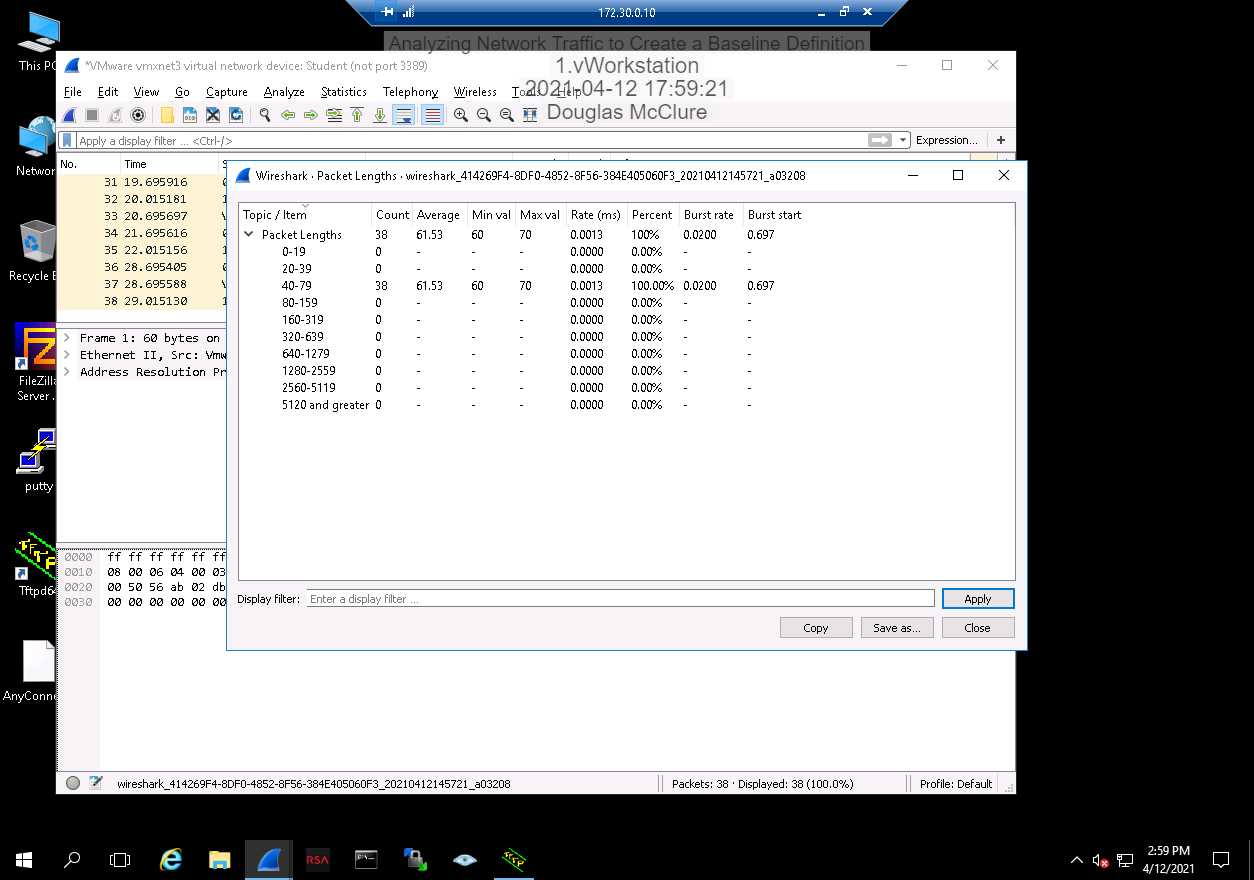 172.30.0.10
Analyzing Network Traffic to Create a Baseline Definition
1.vWorkstation
2021-04-12 17:59:21
Douglas McClure
This PC
Network
Recycle B
FileZilla
Server
putty
Tftpd64
AnyConne
*VMware vmxnet3 virtual network device: Student (not port 3389)
File Edit View Go Capture Analyze Statistics Telephony Wireless Tools Help
Apply a display filter ... <Ctrl-/>
Expression...
+
No. Time S
31 19.695916
32 20.015181 1
33 20.695697 \
34 21.695616 0
35 22.015156 1
36 28.695405 0
37 28.695588 \
38 29.015130 1
Frame 1: 60 bytes on
Ethernet II, Src: Vmw
Address Resolution Pr
0000 ff ff ff ff ff ff
0010 08 00 06 04 00 03
0020 00 50 56 ab 02 db
0030 00 00 00 00 00 00
Wireshark · Packet Lengths · wireshark_414269F4-8DF0-4852-8F56-384E405060F3_20210412145721_a03208
Topic / Item Count Average Min val Max val Rate (ms) Percent Burst rate Burst start
Packet Lengths 38 61.53 60 70 0.0013 100% 0.0200 0.697
0-19 0 - - - 0.0000 0.00% - -
20-39 0 - - - 0.0000 0.00% - -
40-79 38 61.53 60 70 0.0013 100.00% 0.0200 0.697
80-159 0 - - - 0.0000 0.00% - -
160-319 0 - - - 0.0000 0.00% - -
320-639 0 - - - 0.0000 0.00% - -
640-1279 0 - - - 0.0000 0.00% - -
1280-2559 0 - - - 0.0000 0.00% - -
2560-5119 0 - - - 0.0000 0.00% - -
5120 and greater 0 - - - 0.0000 0.00% - -
Display filter: Enter a display filter ...
Apply
Copy Save as... Close
wireshark_414269F4-8DF0-4852-8F56-384E405060F3_20210412145721_a03208
Packets: 38 · Displayed: 38 (100.0%)
Profile: Default
RSA
2:59 PM
4/12/2021